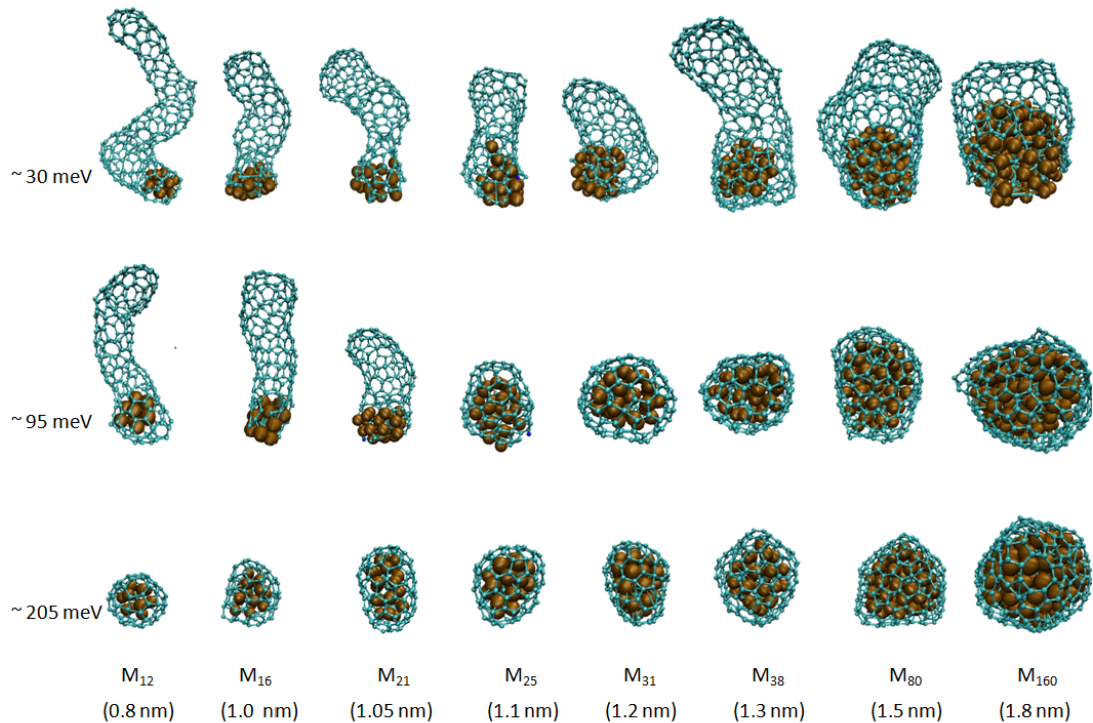 ~ 30 meV
~ 95 meV
~ 205 meV
M₁₂ M₁₆ M₂₁ M₂₅ M₃₁ M₃₈ M₈₀ M₁₆₀
(0.8 nm) (1.0 nm) (1.05 nm) (1.1 nm) (1.2 nm) (1.3 nm) (1.5 nm) (1.8 nm)